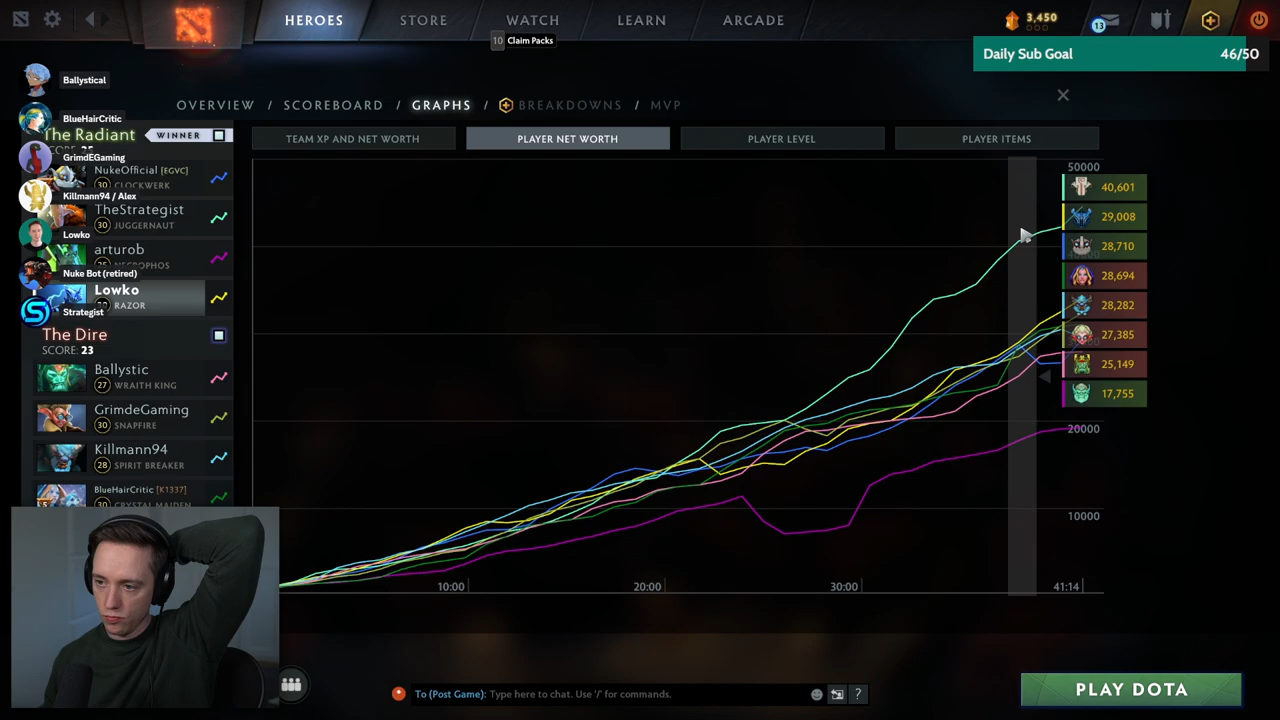 HEROES
STORE
WATCH
LEARN
ARCADE
3,450
13
10 Claim Packs
Daily Sub Goal 46/50
Ballystical
OVERVIEW / SCOREBOARD / GRAPHS / BREAKDOWNS / MVP
BlueHairCritic
The Radiant WINNER
TEAM XP AND NET WORTH
PLAYER NET WORTH
PLAYER LEVEL
PLAYER ITEMS
GrimdEGaming
NukeOfficial [EGVC]
30 CLOCKWERK
Killmann94 / Alex
TheStrategist
30 JUGGERNAUT
Lowko
arturob
NECROPHOS
Nuke Bot (retired)
Lowko
RAZOR
Strategist
The Dire
SCORE: 23
Ballystic
27 WRAITH KING
GrimdeGaming
30 SNAPFIRE
Killmann94
28 SPIRIT BREAKER
BlueHairCritic [K1337]
30 CRYSTAL MAIDEN
50000
40,601
29,008
28,710
28,694
28,282
27,385
25,149
17,755
20000
10000
10:00
20:00
30:00
41:14
To (Post Game): Type here to chat. Use '/' for commands.
?
PLAY DOTA